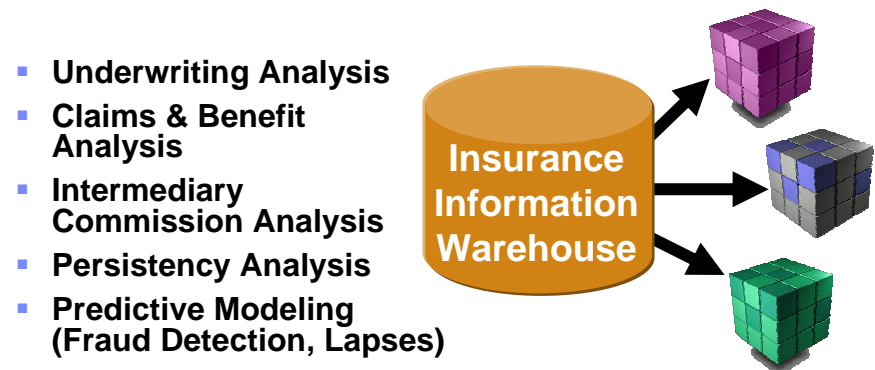 Underwriting Analysis
Claims & Benefit
Analysis
Intermediary
Commission Analysis
Persistency Analysis
Predictive Modeling
(Fraud Detection, Lapses)
Insurance
Information
Warehouse